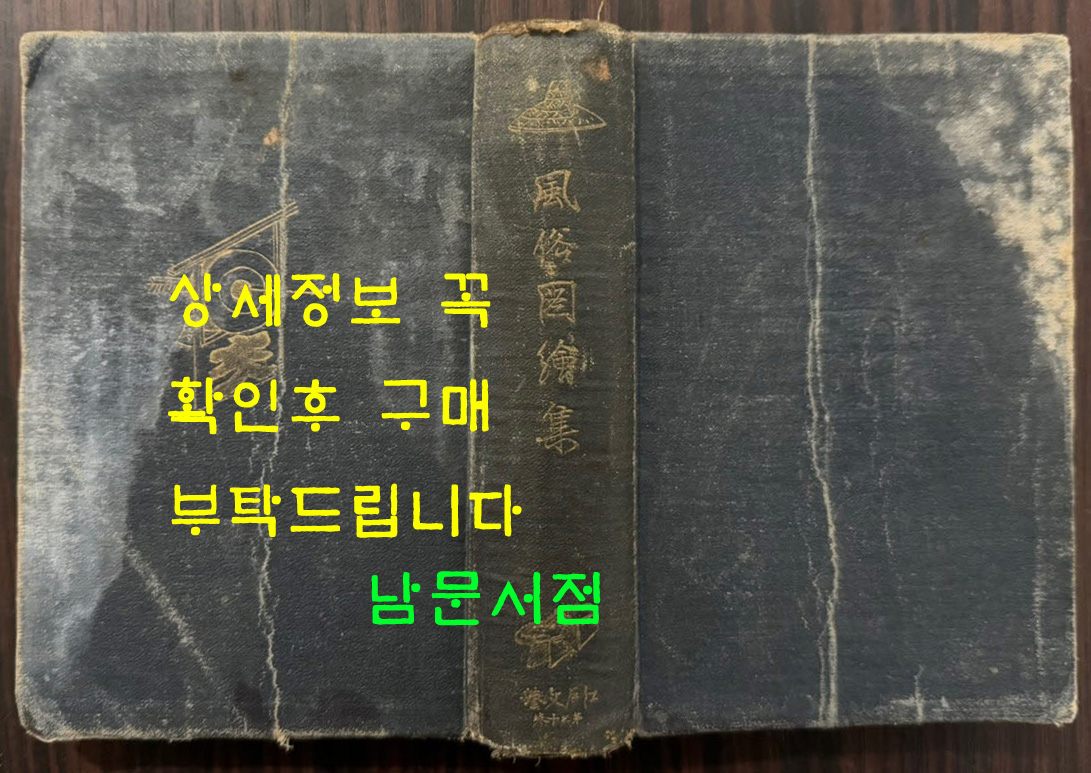 상세정보 꼭
확인후 구매
부탁드립니다
남문서점
風俗圖繪集